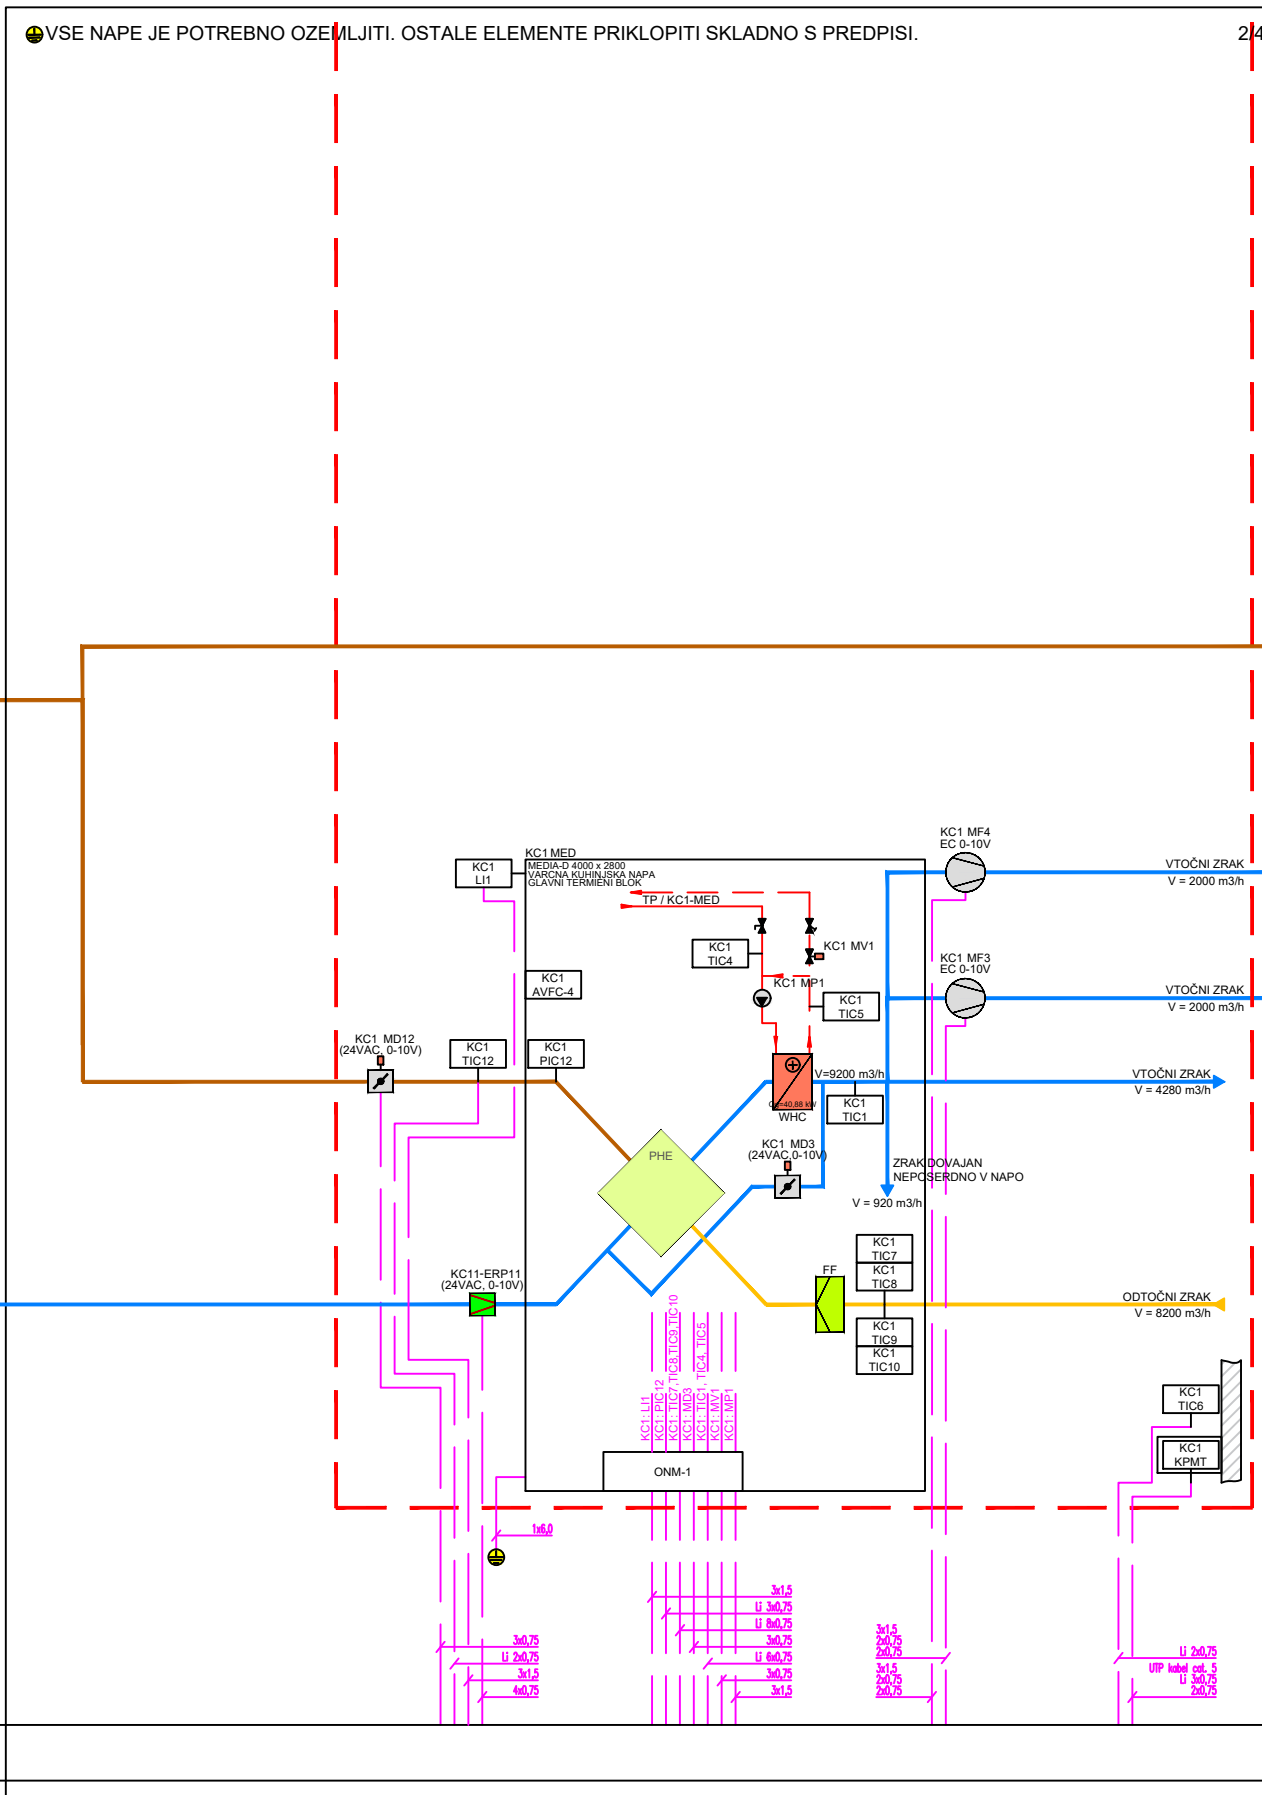 VSE NAPE JE POTREBNO OZEMLJITI. OSTALE ELEMENTE PRIKLOPITI SKLADNO S PREDPISI.
2/4
KC1 MF4
EC 0-10V
VTOČNI ZRAK
V = 2000 m3/h
KC1 MED
MEDIA-D 4000 x 2800
VARČNA KUHINJSKA NAPA
GLAVNI TERMIČNI BLOK
KC1
LI1
TP / KC1-MED
KC1
TIC4
KC1 MV1
KC1 MF3
EC 0-10V
VTOČNI ZRAK
V = 2000 m3/h
KC1
AVFC-4
KC1 MP1
KC1
TIC5
KC1 MD12
(24VAC, 0-10V)
KC1
TIC12
KC1
PIC12
V=9200 m3/h
VTOČNI ZRAK
V = 4280 m3/h
KC1
TIC1
WHC
PHE
KC1 MD3
(24VAC,0-10V)
ZRAK DOVAJAN
NEPOSERDNO V NAPO
V = 920 m3/h
KC1
TIC7
KC1
TIC8
KC11-ERP11
(24VAC, 0-10V)
FF
ODTOČNI ZRAK
V = 8200 m3/h
KC1
TIC9
KC1
TIC10
KC1: LI1
KC1: PIC12
KC1: TIC7,TIC8,TIC9,TIC10
KC1: MD3
KC1: TIC1, TIC4, TIC5
KC1: MV1
KC1: MP1
KC1
TIC6
KC1
KPMT
ONM-1
1x6,0
3x0,75
Li 2x0,75
3x1,5
4x0,75
3x1,5
Li 3x0,75
Li 8x0,75
3x0,75
Li 6x0,75
3x0,75
3x1,5
3x1,5
2x0,75
2x0,75
3x1,5
2x0,75
2x0,75
Li 2x0,75
UTP kabel cat. 5
Li 3x0,75
2x0,75